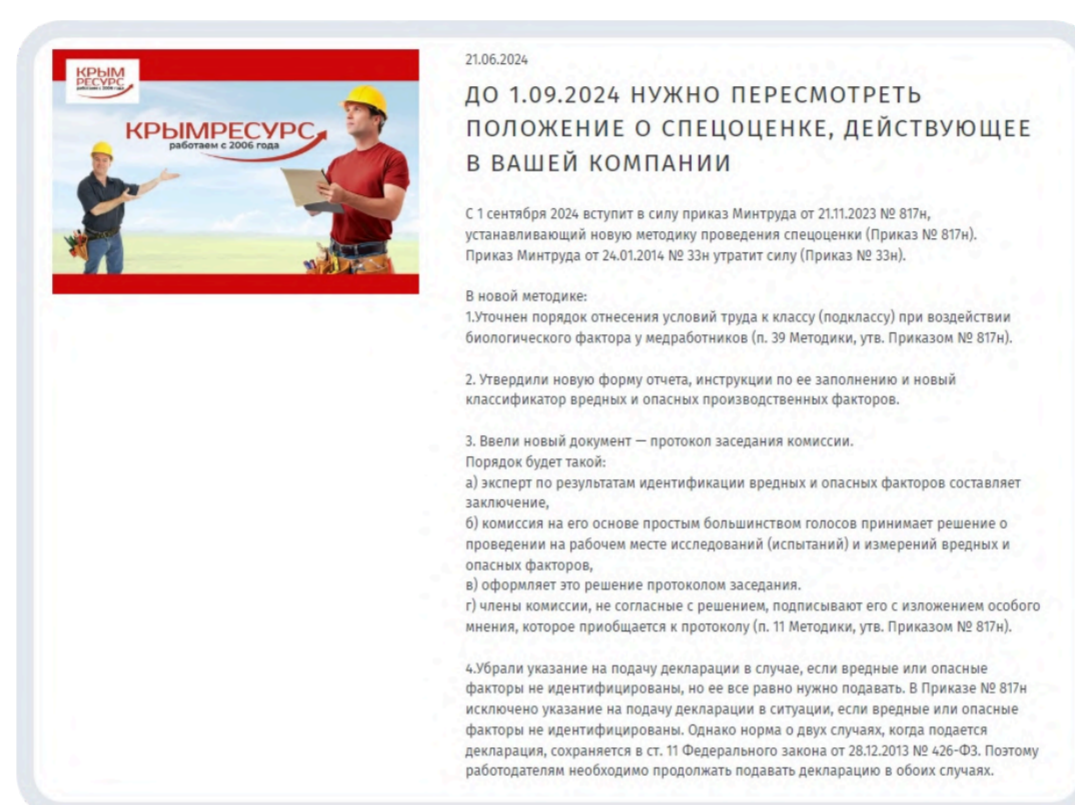 КРЫМ
РЕСУРС
работаем с 2006 года
КРЫМРЕСУРС
работаем с 2006 года
21.06.2024
ДО 1.09.2024 НУЖНО ПЕРЕСМОТРЕТЬ
ПОЛОЖЕНИЕ О СПЕЦОЦЕНКЕ, ДЕЙСТВУЮЩЕЕ
В ВАШЕЙ КОМПАНИИ
С 1 сентября 2024 вступит в силу приказ Минтруда от 21.11.2023 № 817н,
устанавливающий новую методику проведения спецоценки (Приказ № 817н).
Приказ Минтруда от 24.01.2014 № 33н утратит силу (Приказ № 33н).
В новой методике:
1.Уточнен порядок отнесения условий труда к классу (подклассу) при воздействии
биологического фактора у медработников (п. 39 Методики, утв. Приказом № 817н).
2. Утвердили новую форму отчета, инструкции по ее заполнению и новый
классификатор вредных и опасных производственных факторов.
3. Ввели новый документ — протокол заседания комиссии.
Порядок будет такой:
а) эксперт по результатам идентификации вредных и опасных факторов составляет
заключение,
б) комиссия на его основе простым большинством голосов принимает решение о
проведении на рабочем месте исследований (испытаний) и измерений вредных и
опасных факторов,
в) оформляет это решение протоколом заседания.
г) члены комиссии, не согласные с решением, подписывают его с изложением особого
мнения, которое приобщается к протоколу (п. 11 Методики, утв. Приказом № 817н).
4.Убрали указание на подачу декларации в случае, если вредные или опасные
факторы не идентифицированы, но ее все равно нужно подавать. В Приказе № 817н
исключено указание на подачу декларации в ситуации, если вредные или опасные
факторы не идентифицированы. Однако норма о двух случаях, когда подается
декларация, сохраняется в ст. 11 Федерального закона от 28.12.2013 № 426-ФЗ. Поэтому
работодателям необходимо продолжать подавать декларацию в обоих случаях.